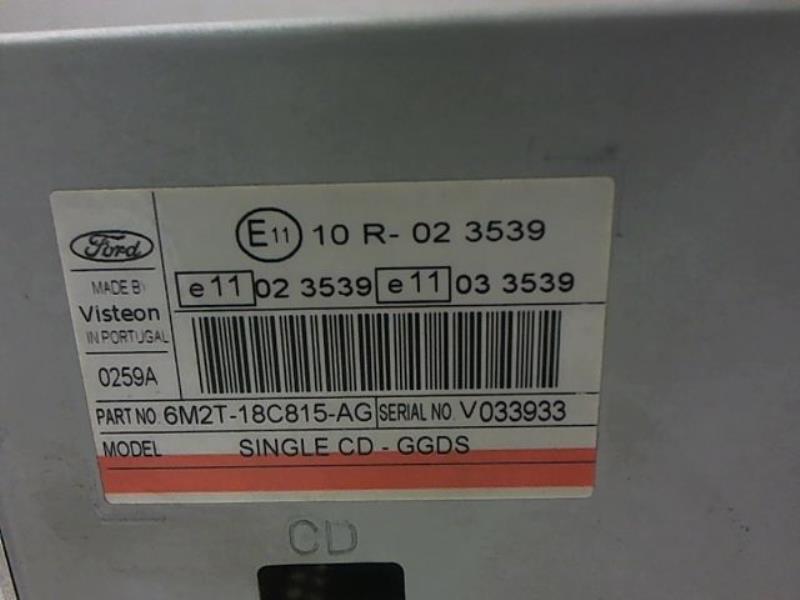 E11 10 R- 02 3539
Ford
e11 02 3539 e11 03 3539
MADE BY
Visteon
IN PORTUGAL
0259A
PART NO. 6M2T-18C815-AG SERIAL NO. V033933
MODEL SINGLE CD - GGDS
CD